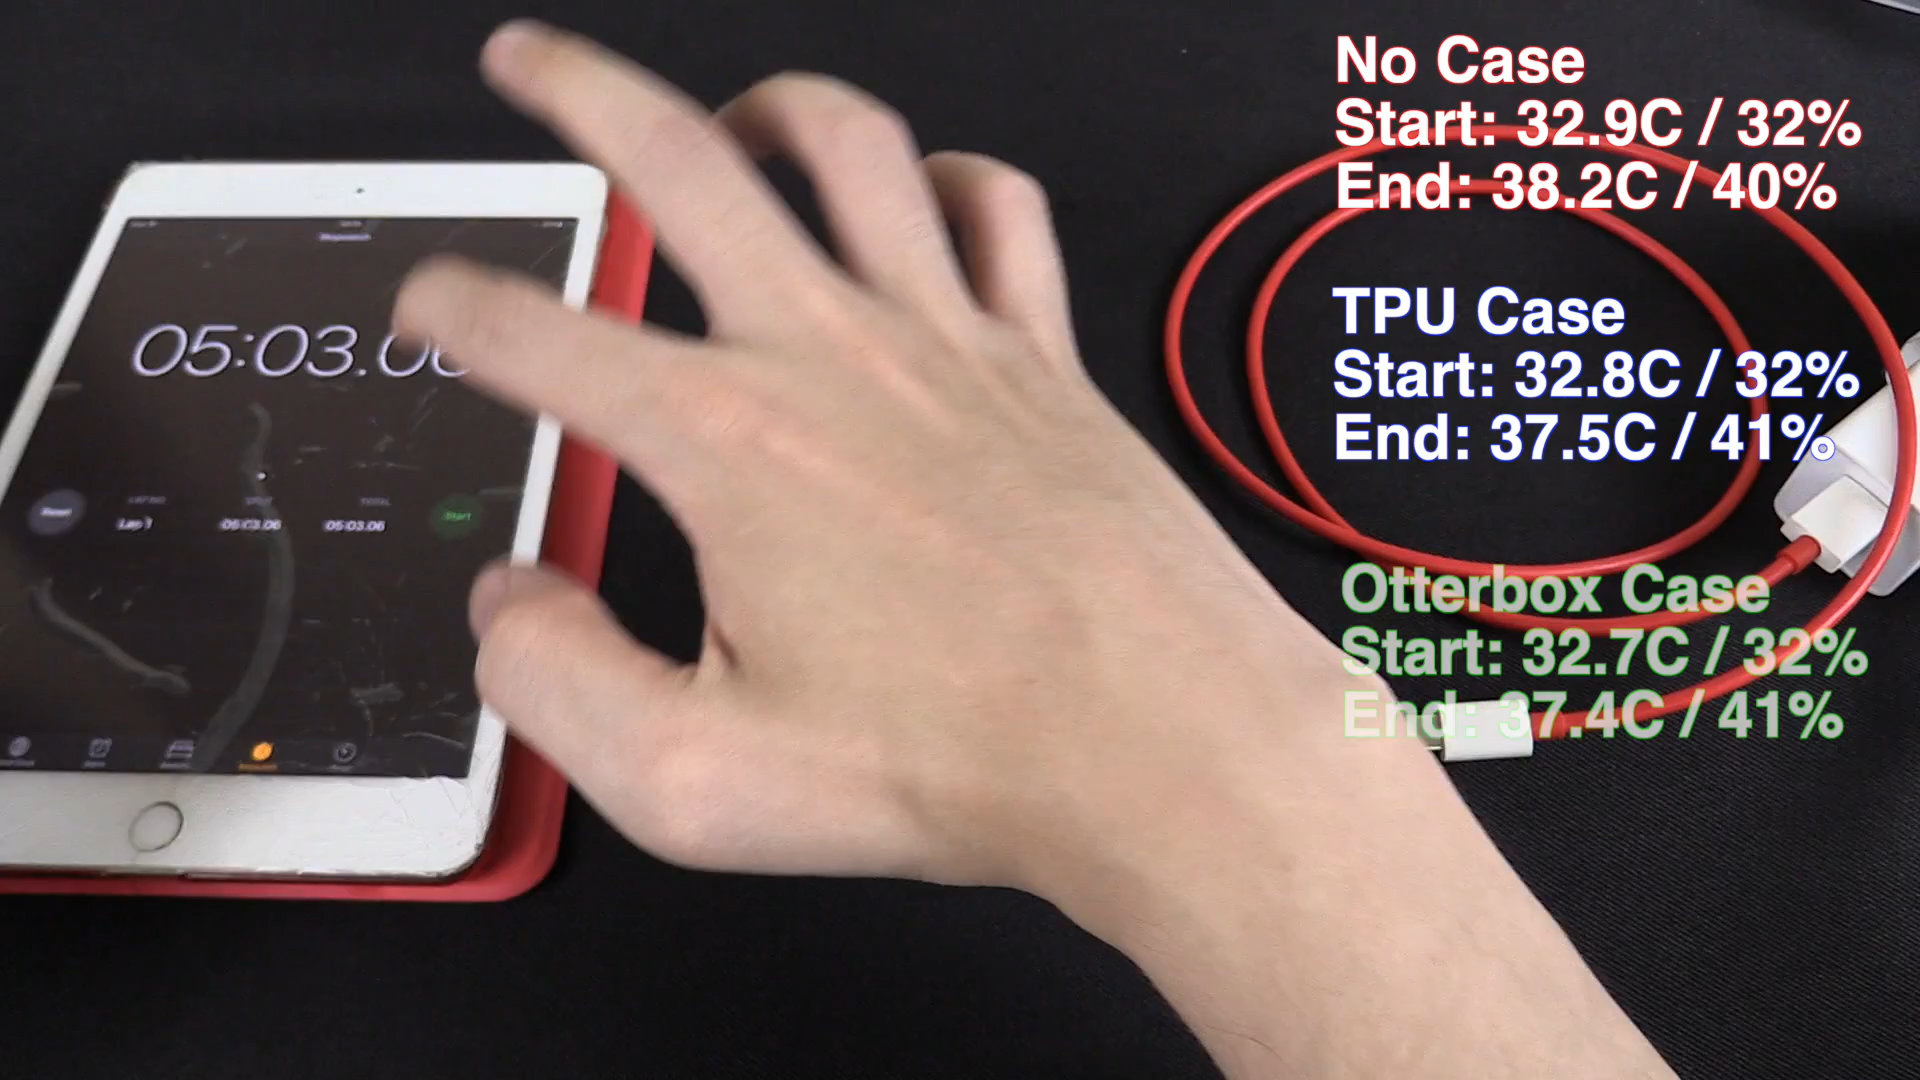 No Case
Start: 32.9C / 32%
End: 38.2C / 40%
TPU Case
Start: 32.8C / 32%
End: 37.5C / 41%
Otterbox Case
Start: 32.7C / 32%
End: 37.4C / 41%
05:03.06
Lap 1 05:03.06 05:03.06
TOTAL
Reset
Start